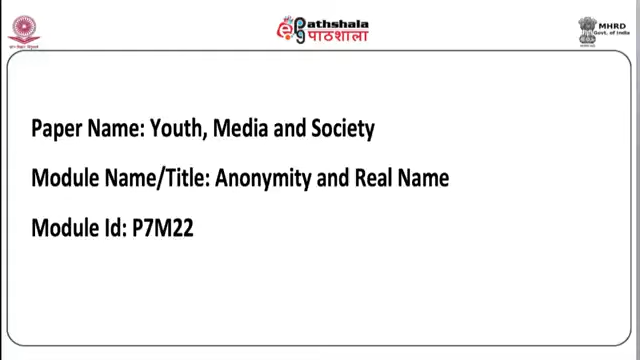 Pathshala
पाठशाला
MHRD
Govt. of India
Paper Name: Youth, Media and Society
Module Name/Title: Anonymity and Real Name
Module Id: P7M22